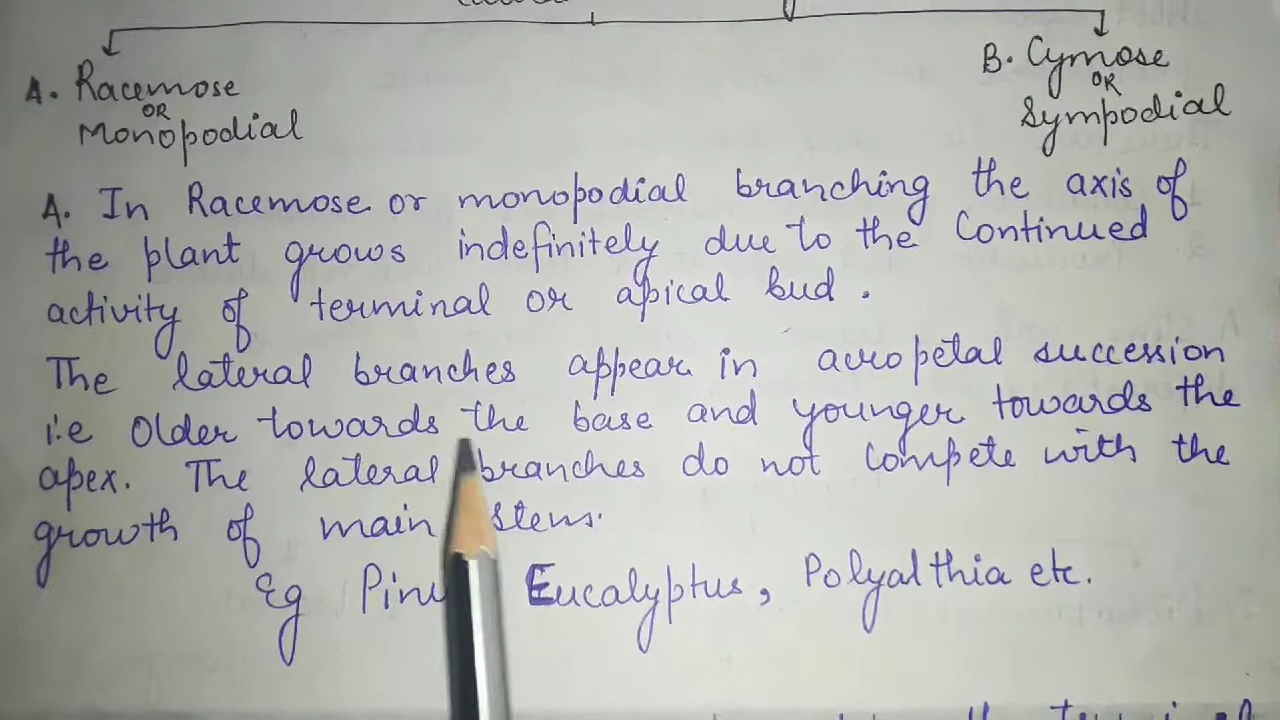 A. Racemose
OR
Monopodial
B. Cymose
OR
Sympodial
A. In Racemose or monopodial branching the axis of
the plant grows indefinitely due to the continued
activity of terminal or apical bud.
The lateral branches appear in acropetal succession
i.e older towards the base and younger towards the
apex. The lateral branches do not compete with the
growth of main stem.
Eg Eucalyptus, Polyalthia etc.